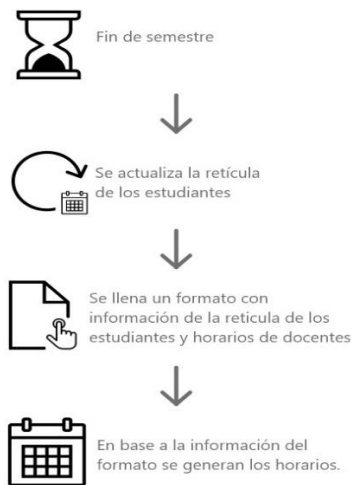 Fin de semestre
Se actualiza la retícula
de los estudiantes
Se llena un formato con
información de la reticula de los
estudiantes y horarios de docentes
En base a la información del
formato se generan los horarios.